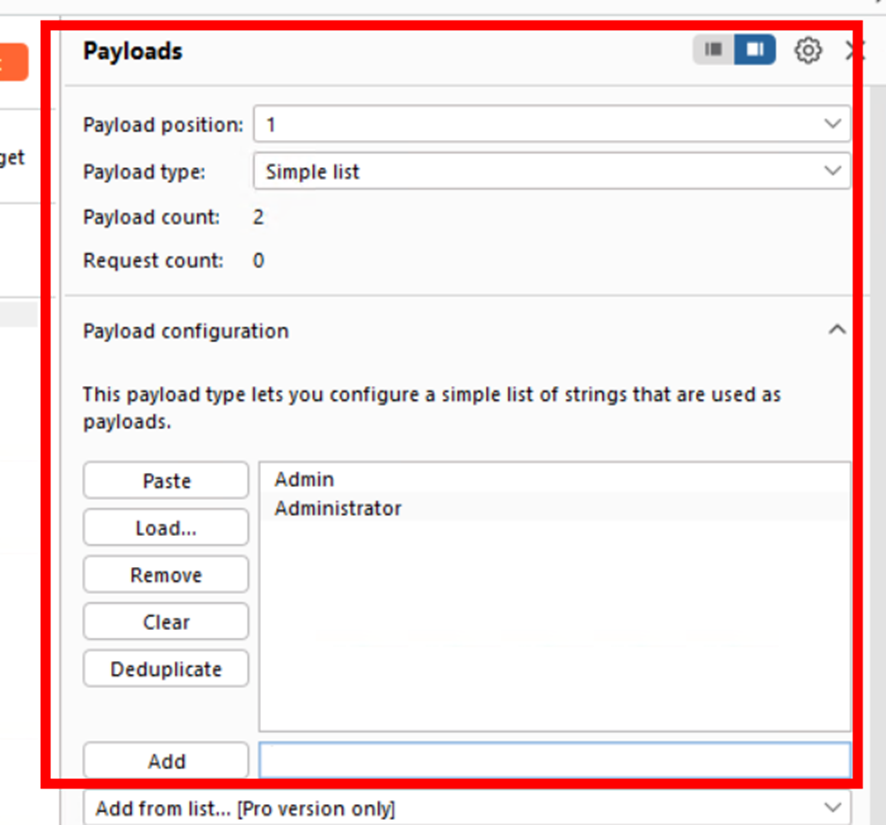 Payloads
get
Payload position: 1
Payload type: Simple list
Payload count: 2
Request count: 0
Payload configuration
This payload type lets you configure a simple list of strings that are used as
payloads.
Paste
Admin
Load...
Administrator
Remove
Clear
Deduplicate
Add
Add from list... [Pro version only]